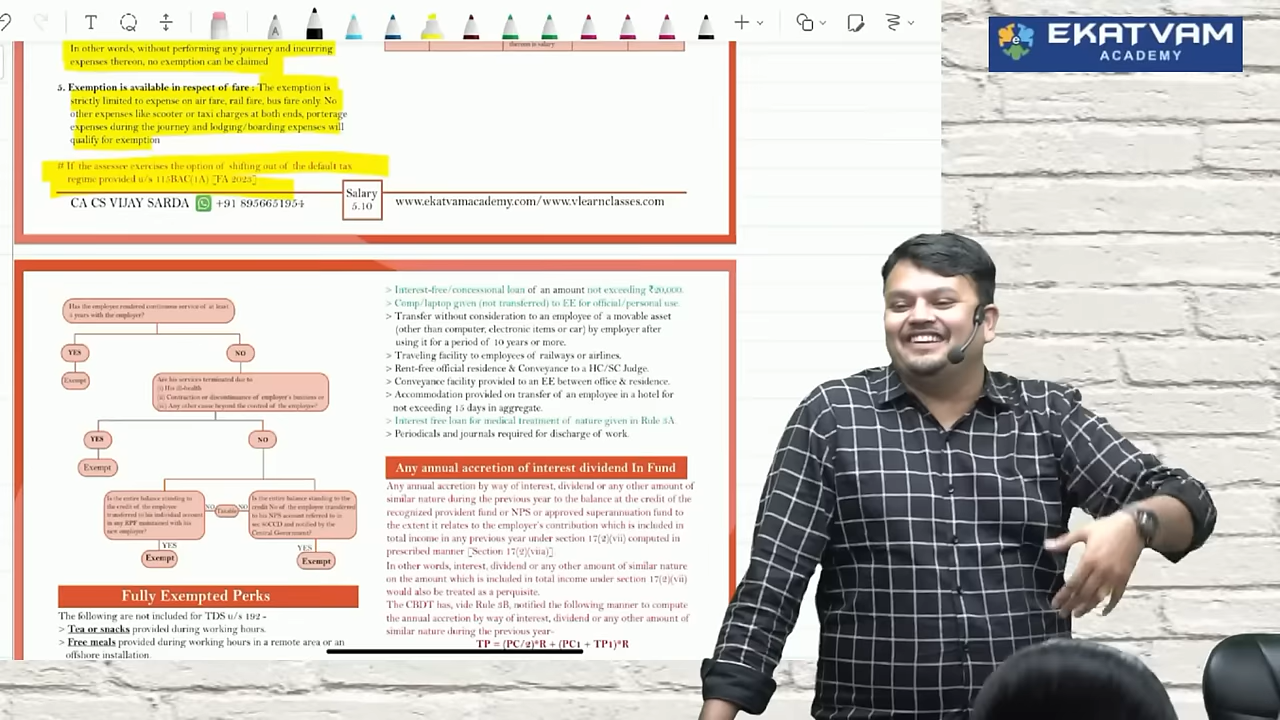 T
A
EKATVAM
ACADEMY
thereon is salary
In other words, without performing any journey and incurring
expenses thereon, no exemption can be claimed
5. Exemption is available in respect of fare : The exemption is
strictly limited to expense on air fare, rail fare, bus fare only. No
other expenses like scooter or taxi charges at both ends, porterage
expenses during the journey and lodging/boarding expenses will
qualify for exemption
# If the assessee exercises the option of shifting out of the default tax
regime provided u/s 115BAC(1A) [FA 2023]
CA CS VIJAY SARDA +91 8956651954
Salary
5.10
www.ekatvamacademy.com/www.vlearnclasses.com
Has the employee rendered continuous service of at least
5 years with the employer?
YES
NO
Exempt
Are his services terminated due to
(i) His ill-health
(ii) Contraction or discontinuance of employer's business or
(iii) Any other cause beyond the control of the employee?
YES
NO
Exempt
Is the entire balance standing to
the credit of the employee
transferred to his individual account
in any RPF maintained with his
new employer?
NO
Taxable
NO
Is the entire balance standing to the
credit of the employee transferred
to his NPS account referred to in
sec 80CCD and notified by the
Central Government?
YES
YES
Exempt
Exempt
Fully Exempted Perks
The following are not included for TDS u/s 192 -
> Tea or snacks provided during working hours.
> Free meals provided during working hours in a remote area or an
offshore installation.
> Interest-free/concessional loan of an amount not exceeding ₹20,000.
> Comp/laptop given (not transferred) to EE for official/personal use.
> Transfer without consideration to an employee of a movable asset
(other than computer, electronic items or car) by employer after
using it for a period of 10 years or more.
> Traveling facility to employees of railways or airlines.
> Rent-free official residence & Conveyance to a HC/SC Judge.
> Conveyance facility provided to an EE between office & residence.
> Accommodation provided on transfer of an employee in a hotel for
not exceeding 15 days in aggregate.
> Interest free loan for medical treatment of nature given in Rule 3A
> Periodicals and journals required for discharge of work.
Any annual accretion of interest dividend In Fund
Any annual accretion by way of interest, dividend or any other amount of
similar nature during the previous year to the balance at the credit of the
recognized provident fund or NPS or approved superannuation fund to
the extent it relates to the employer's contribution which is included in
total income in any previous year under section 17(2)(vii) computed in
prescribed manner [Section 17(2)(viia)].
In other words, interest, dividend or any other amount of similar nature
on the amount which is included in total income under section 17(2)(vii)
would also be treated as a perquisite.
The CBDT has, vide Rule 3B, notified the following manner to compute
the annual accretion by way of interest, dividend or any other amount of
similar nature during the previous year-
TP = (PC/2)*R + (PC1 + TP1)*R